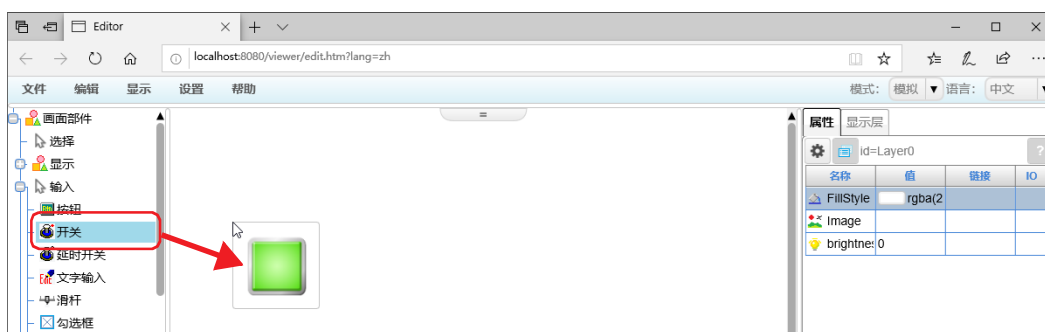 Editor
localhost:8080/viewer/edit.htm?lang=zh
文件 编辑 显示 设置 帮助 模式: 模拟 ▼ 语言: 中文
画面部件
选择
显示
输入
按钮
开关
延时开关
Edit 文字输入
滑杆
勾选框
属性 显示层
id=Layer0 ?
名称 值 链接 IO
FillStyle rgba(2
Image
brightne: 0